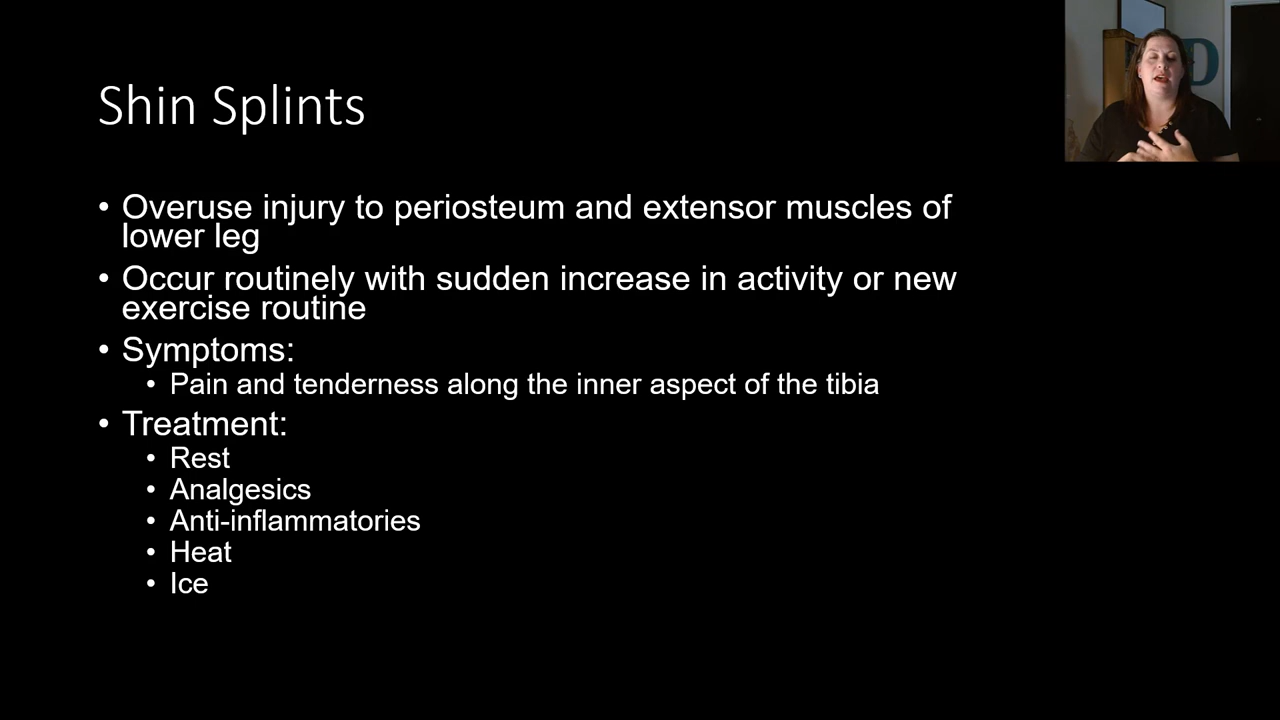 Shin Splints
• Overuse injury to periosteum and extensor muscles of
lower leg
• Occur routinely with sudden increase in activity or new
exercise routine
• Symptoms:
• Pain and tenderness along the inner aspect of the tibia
• Treatment:
• Rest
• Analgesics
• Anti-inflammatories
• Heat
• Ice
D